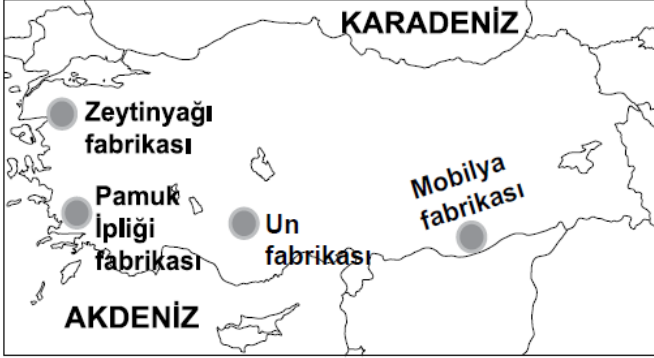 KARADENİZ
Zeytinyağı
fabrikası
Mobilya
fabrikası
Pamuk
İpliği
fabrikası
Un
fabrikası
AKDENİZ